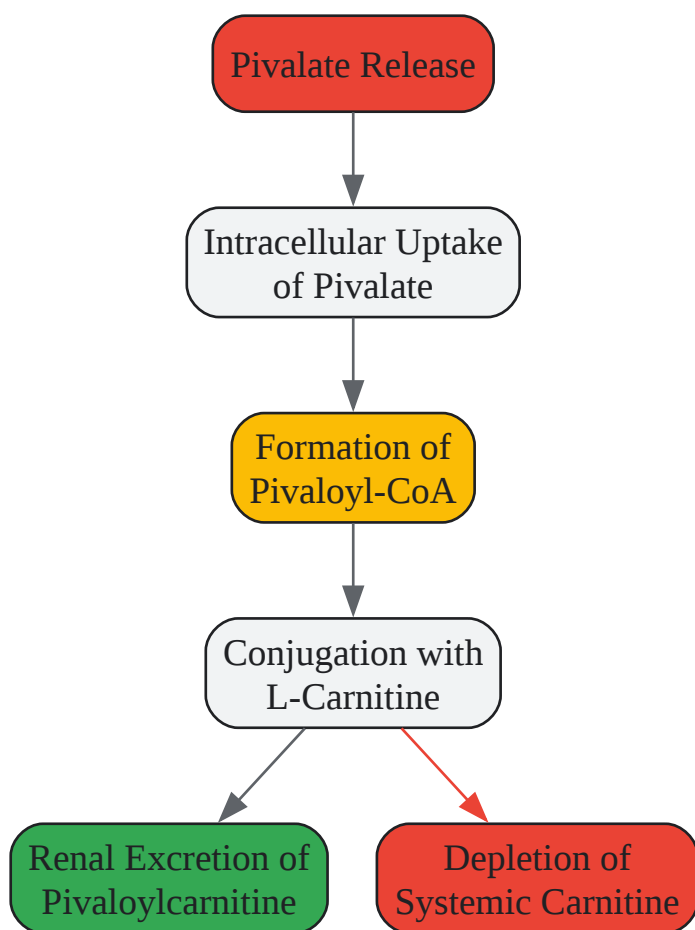 Pivalate Release
Intracellular Uptake
of Pivalate
Formation of
Pivaloyl-CoA
Conjugation with
L-Carnitine
Renal Excretion of
Pivaloylcarnitine
Depletion of
Systemic Carnitine